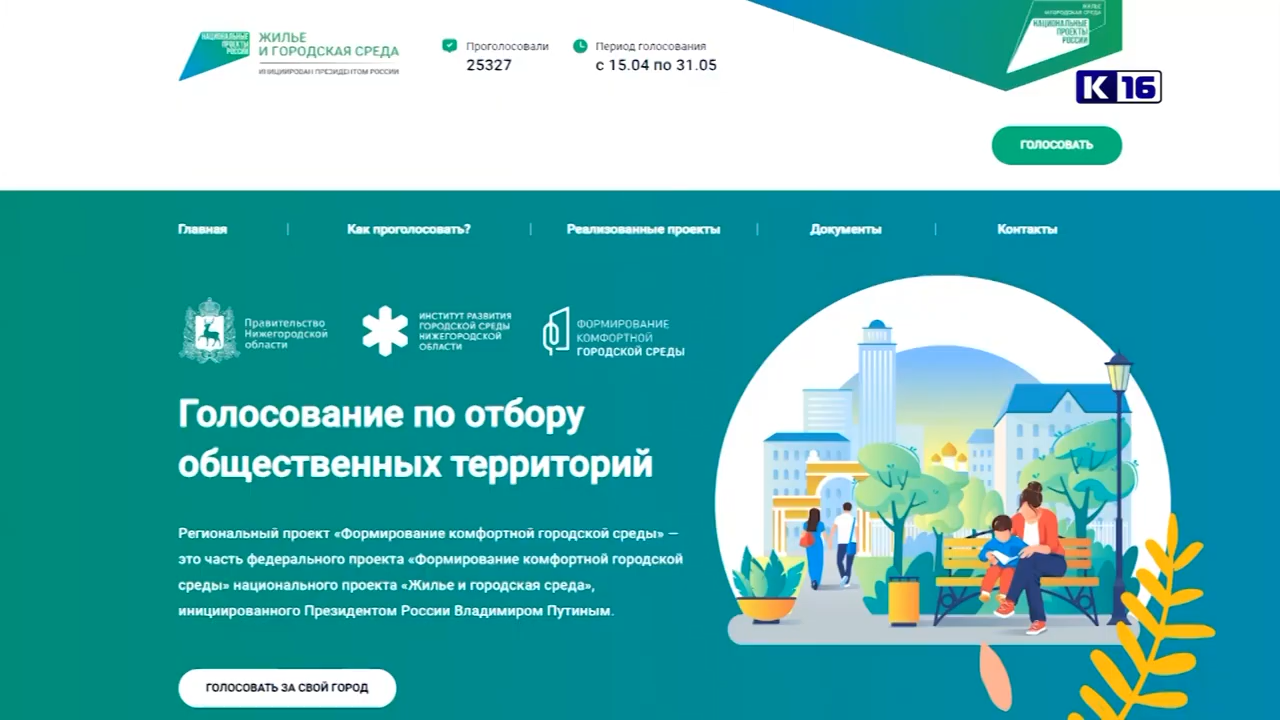 НАЦИОНАЛЬНЫЕ
ПРОЕКТЫ
РОССИИ
ЖИЛЬЕ
И ГОРОДСКАЯ СРЕДА
ИНИЦИИРОВАН ПРЕЗИДЕНТОМ РОССИИ
Проголосовали
25327
Период голосования
с 15.04 по 31.05
ЖИЛЬЕ
И ГОРОДСКАЯ СРЕДА
НАЦИОНАЛЬНЫЕ
ПРОЕКТЫ
РОССИИ
К 16
ГОЛОСОВАТЬ
Главная
Как проголосовать?
Реализованные проекты
Документы
Контакты
Правительство
Нижегородской
области
ИНСТИТУТ РАЗВИТИЯ
ГОРОДСКОЙ СРЕДЫ
НИЖЕГОРОДСКОЙ
ОБЛАСТИ
ФОРМИРОВАНИЕ
КОМФОРТНОЙ
ГОРОДСКОЙ СРЕДЫ
Голосование по отбору
общественных территорий
Региональный проект «Формирование комфортной городской среды» —
это часть федерального проекта «Формирование комфортной городской
среды» национального проекта «Жилье и городская среда»,
инициированного Президентом России Владимиром Путиным.
ГОЛОСОВАТЬ ЗА СВОЙ ГОРОД